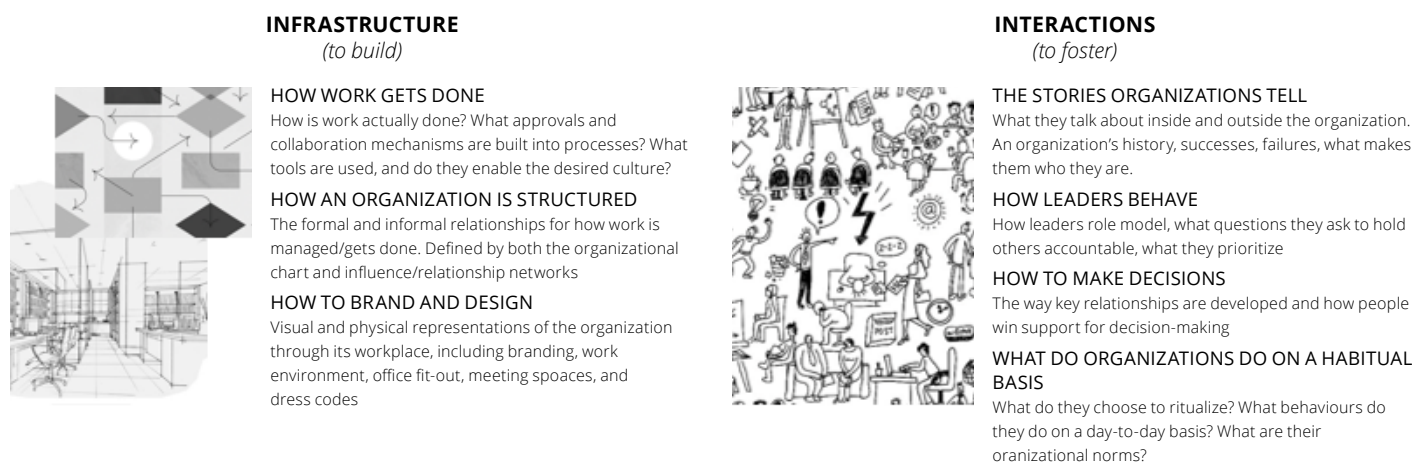 INFRASTRUCTURE
(to build)
HOW WORK GETS DONE
How is work actually done? What approvals and
collaboration mechanisms are built into processes? What
tools are used, and do they enable the desired culture?
HOW AN ORGANIZATION IS STRUCTURED
The formal and informal relationships for how work is
managed/gets done. Defined by both the organizational
chart and influence/relationship networks
HOW TO BRAND AND DESIGN
Visual and physical representations of the organization
through its workplace, including branding, work
environment, office fit-out, meeting spoaces, and
dress codes
INTERACTIONS
(to foster)
THE STORIES ORGANIZATIONS TELL
What they talk about inside and outside the organization.
An organization's history, successes, failures, what makes
them who they are.
HOW LEADERS BEHAVE
How leaders role model, what questions they ask to hold
others accountable, what they prioritize
HOW TO MAKE DECISIONS
The way key relationships are developed and how people
win support for decision-making
WHAT DO ORGANIZATIONS DO ON A HABITUAL
BASIS
What do they choose to ritualize? What behaviours do
they do on a day-to-day basis? What are their
oranizational norms?